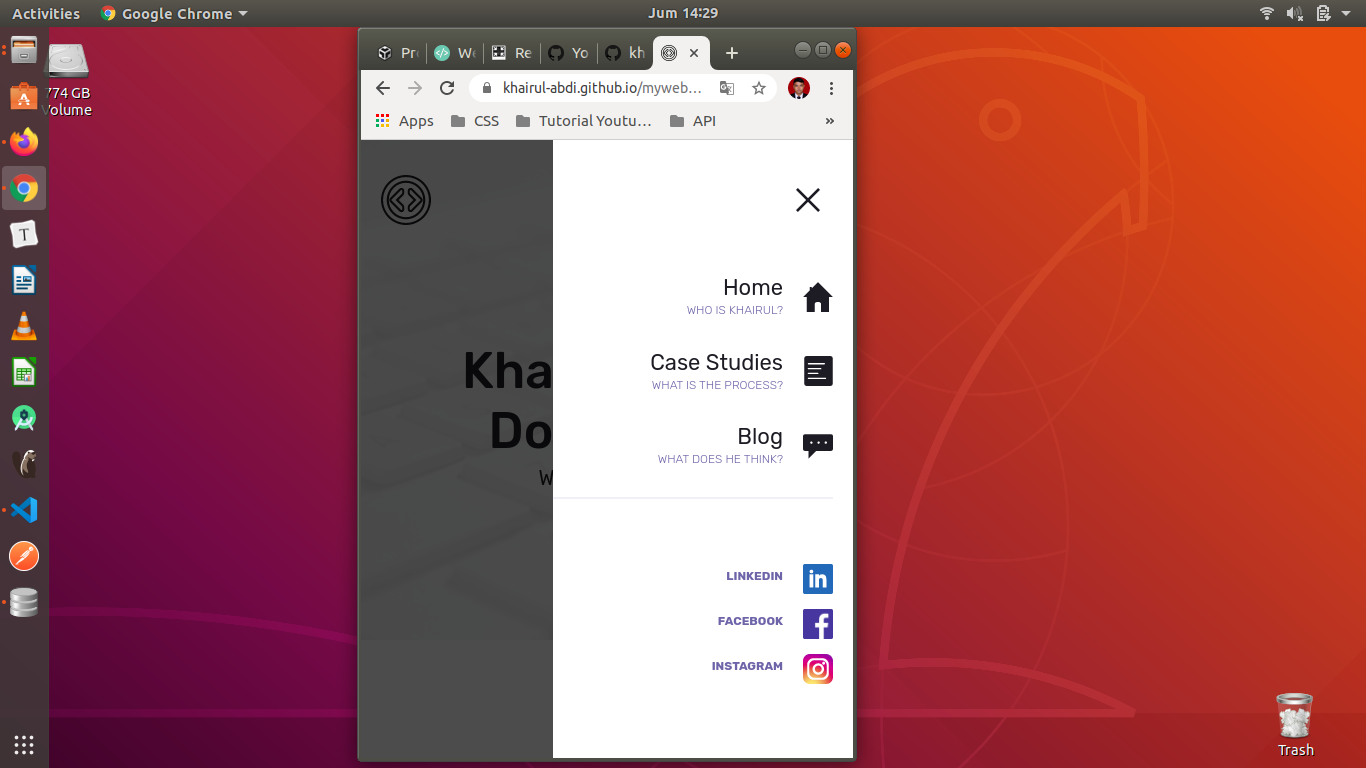 Activities
Google Chrome
Jum 14:29
774 GB
Volume
Pr
We
Re
Yo
kh
khairul-abdi.github.io/myweb…
Apps
CSS
Tutorial Youtu…
API
»
Kha
Do
W
Home
WHO IS KHAIRUL?
Case Studies
WHAT IS THE PROCESS?
Blog
WHAT DOES HE THINK?
LINKEDIN
FACEBOOK
INSTAGRAM
Trash